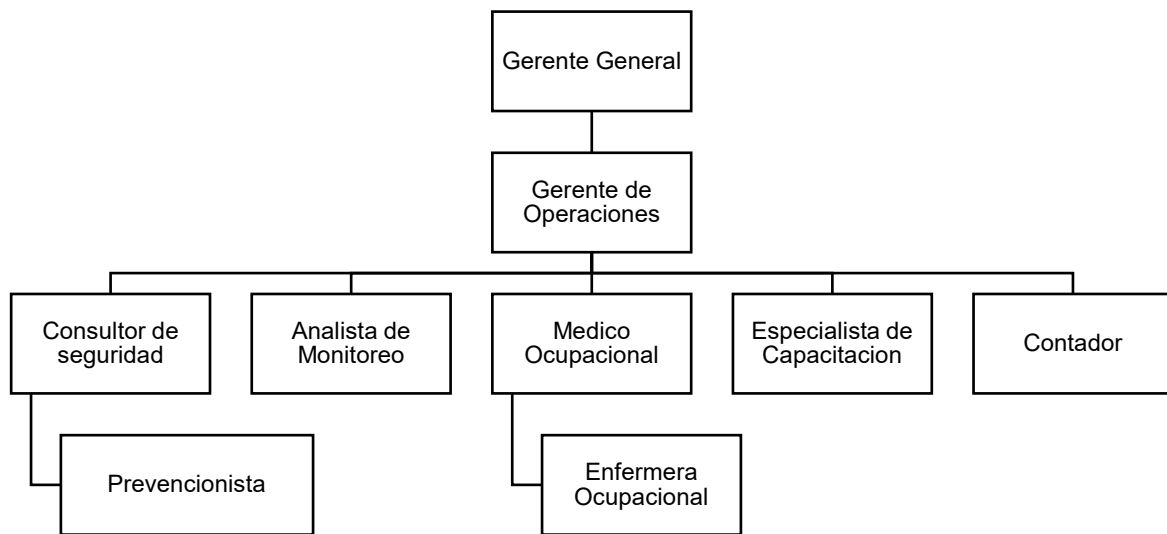 Gerente General
Gerente de
Operaciones
Consultor de
seguridad
Analista de
Monitoreo
Medico
Ocupacional
Especialista de
Capacitacion
Contador
Prevencionista
Enfermera
Ocupacional